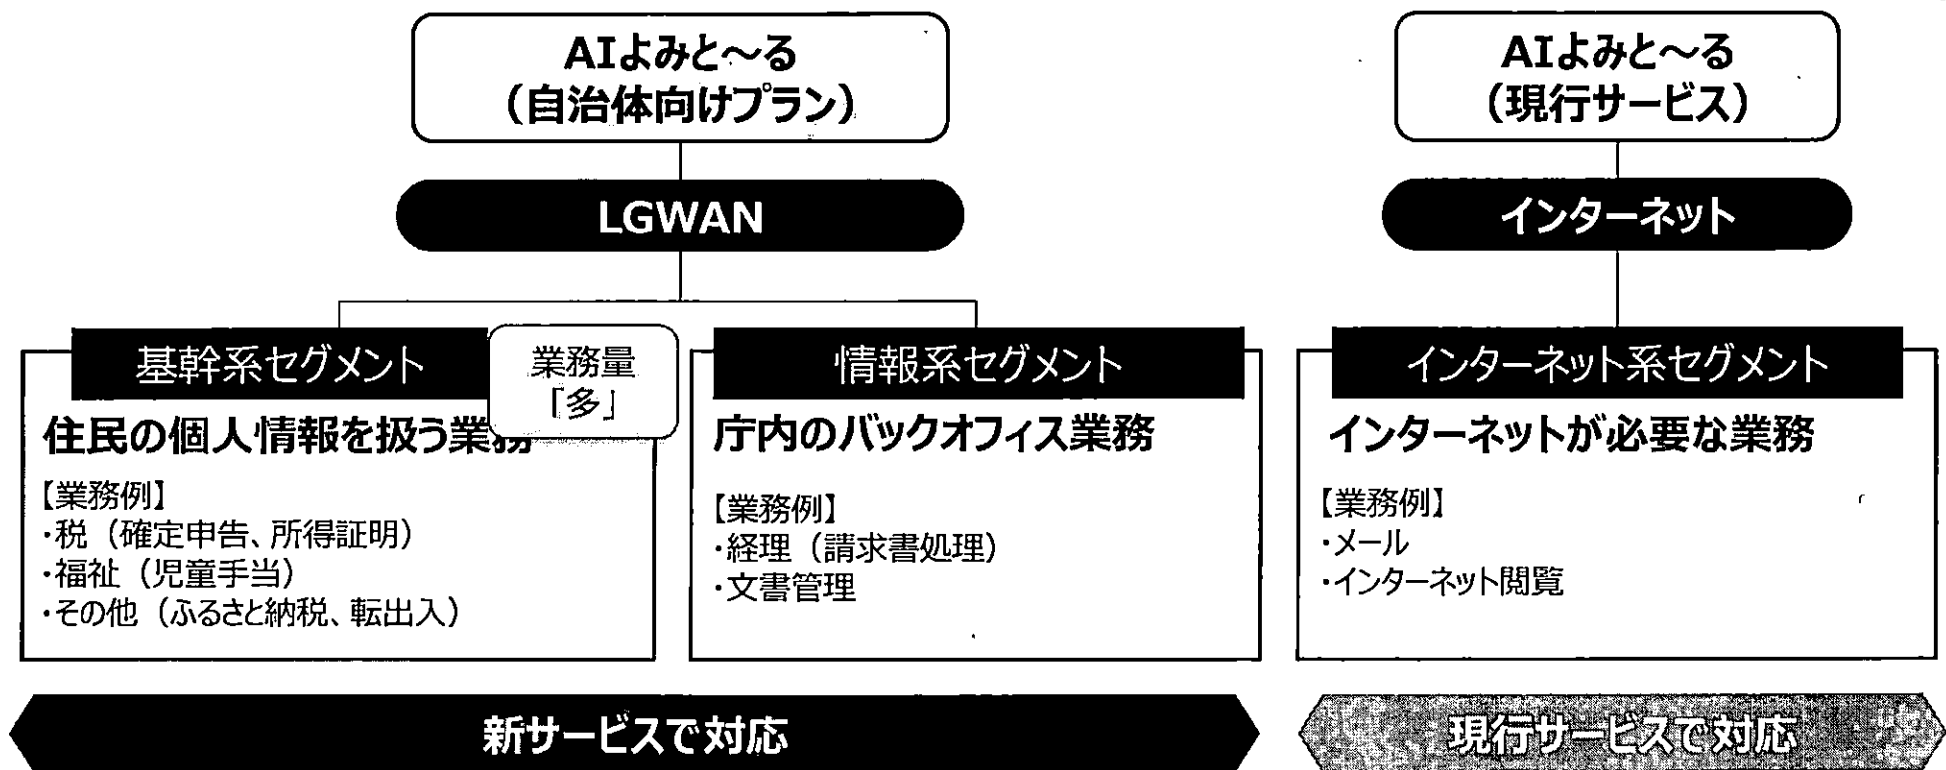 AIよみと～る
（自治体向けプラン）
LGWAN
基幹系セグメント
業務量
「多」
住民の個人情報を扱う業務
【業務例】
・税（確定申告、所得証明）
・福祉（児童手当）
・その他（ふるさと納税、転出入）
情報系セグメント
庁内のバックオフィス業務
【業務例】
・経理（請求書処理）
・文書管理
新サービスで対応
AIよみと～る
（現行サービス）
インターネット
インターネット系セグメント
インターネットが必要な業務
【業務例】
・メール
・インターネット閲覧
現行サービスで対応